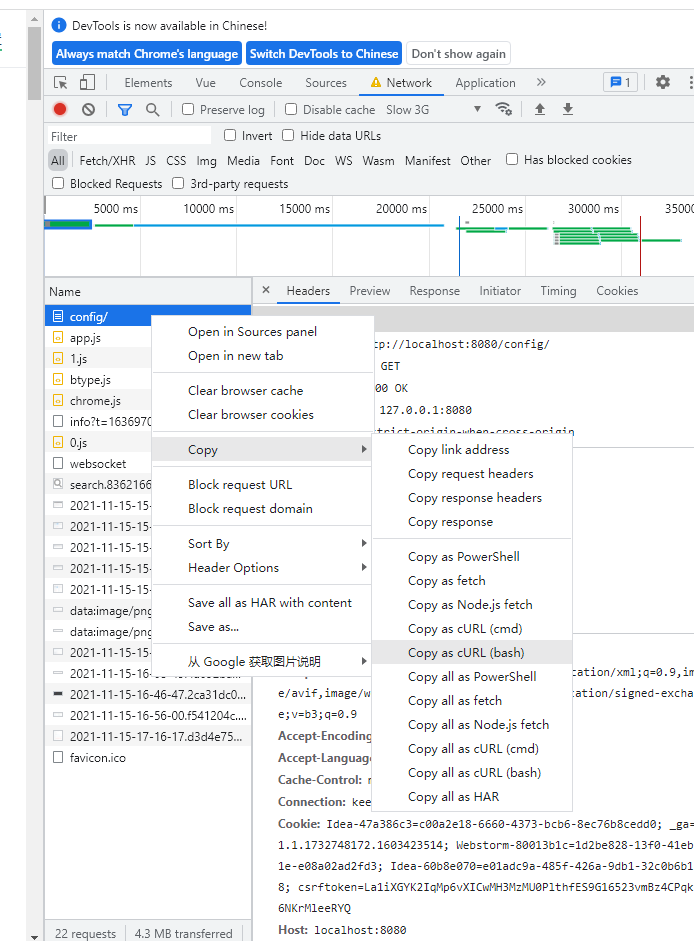 DevTools is now available in Chinese!
Always match Chrome's language Switch DevTools to Chinese Don't show again
Elements Vue Console Sources Network Application 1
Preserve log Disable cache Slow 3G
Filter Invert Hide data URLs
All Fetch/XHR JS CSS Img Media Font Doc WS Wasm Manifest Other Has blocked cookies
Blocked Requests 3rd-party requests
5000 ms 10000 ms 15000 ms 20000 ms 25000 ms 30000 ms 35000
Name
Headers Preview Response Initiator Timing Cookies
config/
app.js
1.js
btype.js
chrome.js
info?t=1636970
0.js
websocket
search.8362166
2021-11-15-15-
2021-11-15-15-
2021-11-15-15-
2021-11-15-15-
2021-11-15-15-
data:image/png
data:image/png
2021-11-15-16-46-47.2ca31dc0...
2021-11-15-16-56-00.f541204c...
2021-11-15-17-16-17.d3d4e75...
favicon.ico
22 requests 4.3 MB transferred
Open in Sources panel
Open in new tab
Clear browser cache
Clear browser cookies
Copy
Block request URL
Block request domain
Sort By
Header Options
Save all as HAR with content
Save as...
从 Google 获取图片说明
Copy link address
Copy request headers
Copy response headers
Copy response
Copy as PowerShell
Copy as fetch
Copy as Node.js fetch
Copy as cURL (cmd)
Copy as cURL (bash)
Copy all as PowerShell
Copy all as fetch
Copy all as Node.js fetch
Copy all as cURL (cmd)
Copy all as cURL (bash)
Copy all as HAR
tp://localhost:8080/config/
GET
00 OK
127.0.0.1:8080
trict-origin-when-cross-origin
cation/xml;q=0.9,im
e/avif,image/w tion/signed-excha
e;v=b3;q=0.9
Accept-Encoding
Accept-Language
Cache-Control:
Connection: kee
Cookie: Idea-47a386c3=c00a2e18-6660-4373-bcb6-8ec76b8cedd0; _ga=
1.1.1732748172.1603423514; Webstorm-80013b1c=1d2be828-13f0-41eb
1e-e08a02ad2fd3; Idea-60b8e070=e01adc9a-485f-426a-9db1-32c0b6b1
8; csrftoken=La1iXGYK2IqMp6vXICwMH3MzMU0PlthfES9G16523vmBz4CPqk
6NKrMleeRYQ
Host: localhost:8080